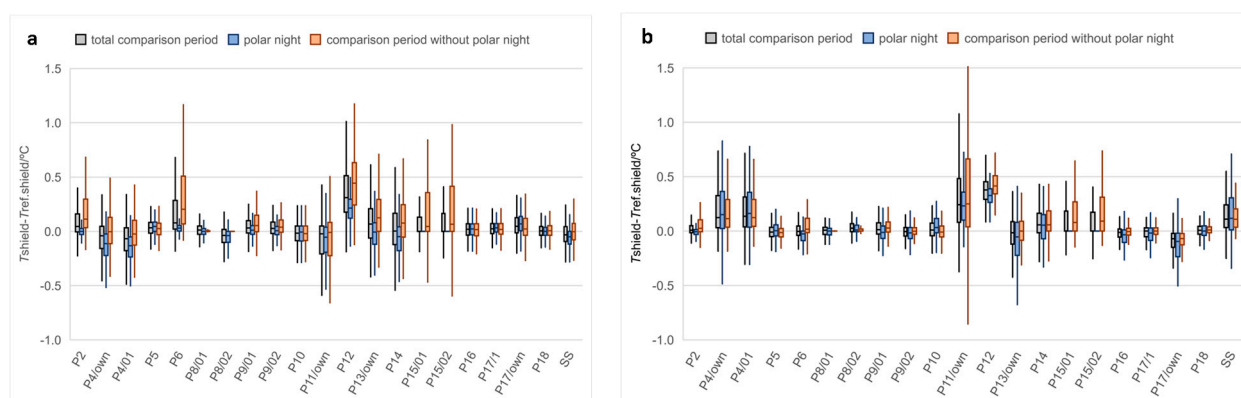 a
total comparison period polar night comparison period without polar night
Tshield- Tref.shield/ºC
1.5
1.0
0.5
0.0
-0.5
-1.0
P2 P4/own P4/01 P5 P6 P8/01 P8/02 P9/01 P9/02 P10 P11/own P12 P13/own P14 P15/01 P15/02 P16 P17/1 P17/own P18 SS
b
total comparison period polar night comparison period without polar night
Tshield- Tref.shield/ºC
1.5
1.0
0.5
0.0
-0.5
-1.0
P2 P4/own P4/01 P5 P6 P8/01 P8/02 P9/01 P9/02 P10 P11/own P12 P13/own P14 P15/01 P15/02 P16 P17/1 P17/own P18 SS